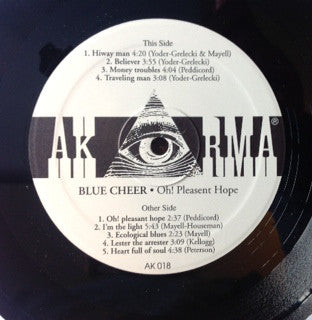 This Side
1. Hiway man 4:20 (Yoder-Grelecki & Mayell)
2. Believer 3:55 (Yoder-Grelecki)
3. Money troubles 4:04 (Peddicord)
4. Traveling man 3:08 (Yoder-Grelecki)
AKARMA®
BLUE CHEER • Oh! Pleasent Hope
Other Side
1. Oh! pleasant hope 2:37 (Peddicord)
2. I'm the light 5:43 (Mayell-Houseman)
3. Ecological blues 2:23 (Mayell)
4. Lester the arrester 3:09 (Kellogg)
5. Heart full of soul 4:38 (Peterson)
AK 018